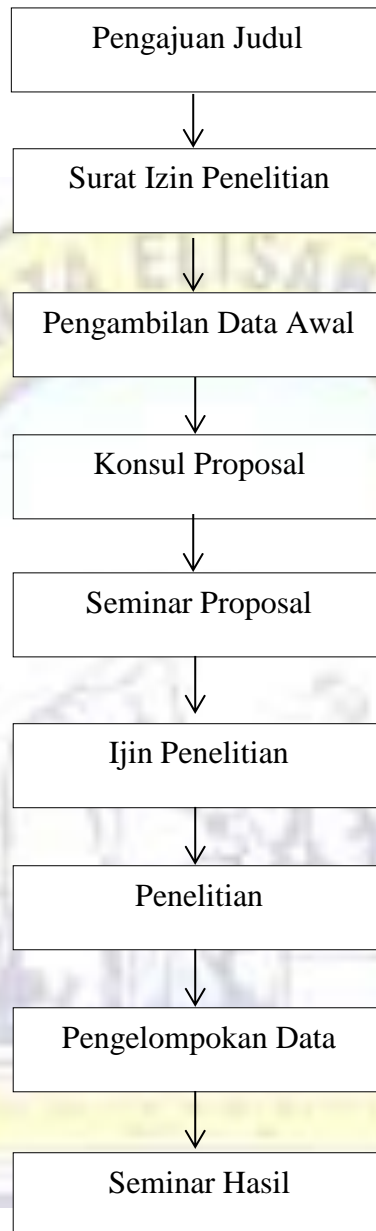 Pengajuan Judul
Surat Izin Penelitian
Pengambilan Data Awal
Konsul Proposal
Seminar Proposal
Ijin Penelitian
Penelitian
Pengelompokan Data
Seminar Hasil